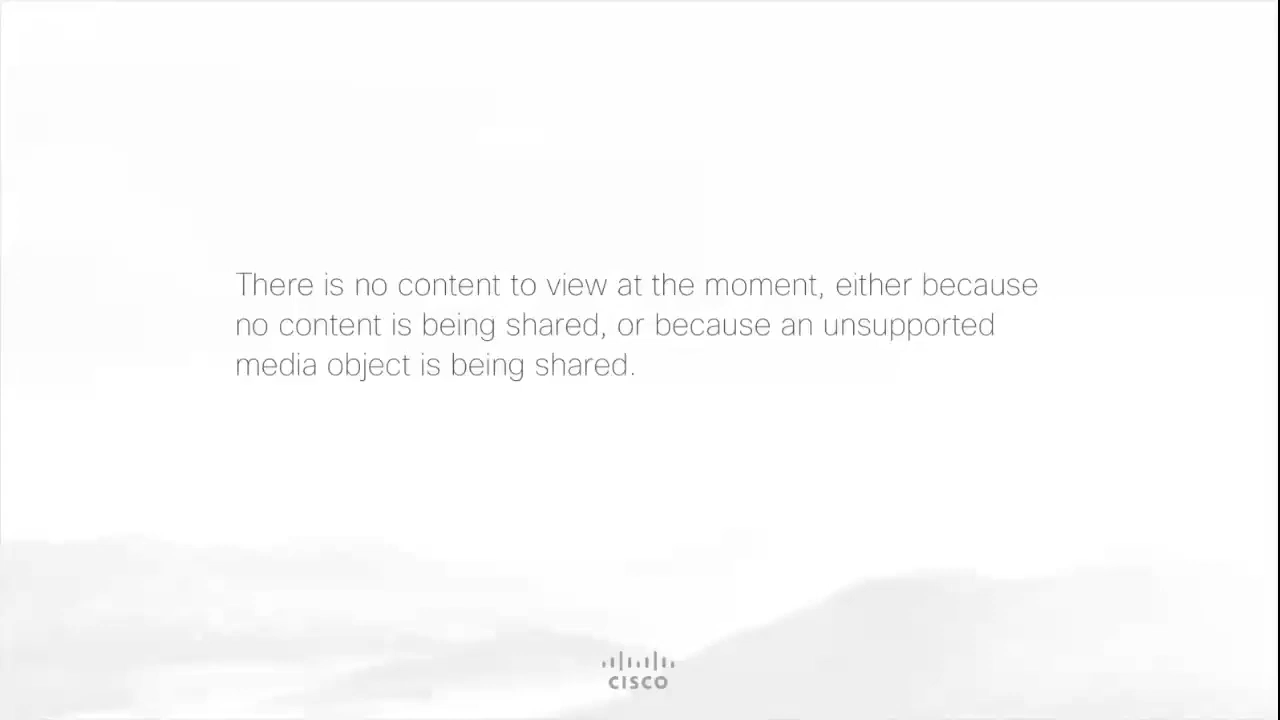 There is no content to view at the moment, either because
no content is being shared, or because an unsupported
media object is being shared.
CISCO